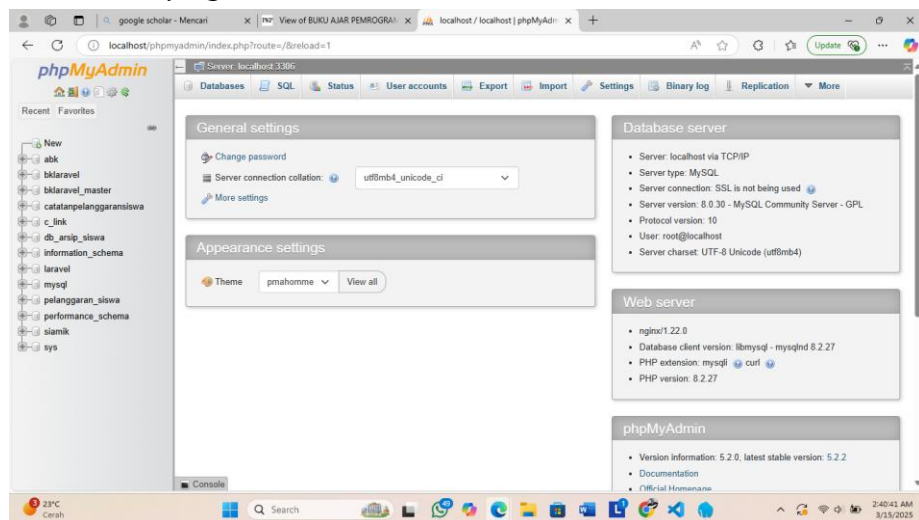 google scholar - Mencari
View of BUKU AJAR PEMROGRAM
localhost / localhost | phpMyAdm
localhost/phpmyadmin/index.php?route=/&reload=1
Update
phpMyAdmin
Recent Favorites
New
abk
bklaravel
bklaravel_master
catatanpelanggaransiswa
c_link
db_arsip_siswa
information_schema
laravel
mysql
pelanggaran_siswa
performance_schema
siamik
sys
Server: localhost:3306
Databases SQL Status User accounts Export Import Settings Binary log Replication More
General settings
Change password
Server connection collation: utf8mb4_unicode_ci
More settings
Appearance settings
Theme pmahomme View all
Console
Database server
Server: localhost via TCP/IP
Server type: MySQL
Server connection: SSL is not being used
Server version: 8.0.30 - MySQL Community Server - GPL
Protocol version: 10
User: root@localhost
Server charset: UTF-8 Unicode (utf8mb4)
Web server
nginx/1.22.0
Database client version: libmysql - mysqlnd 8.2.27
PHP extension: mysqli curl
PHP version: 8.2.27
phpMyAdmin
Version information: 5.2.0, latest stable version: 5.2.2
Documentation
Official Homepage
3
23°C
Cerah
Search
2:40:41 AM
3/15/2025